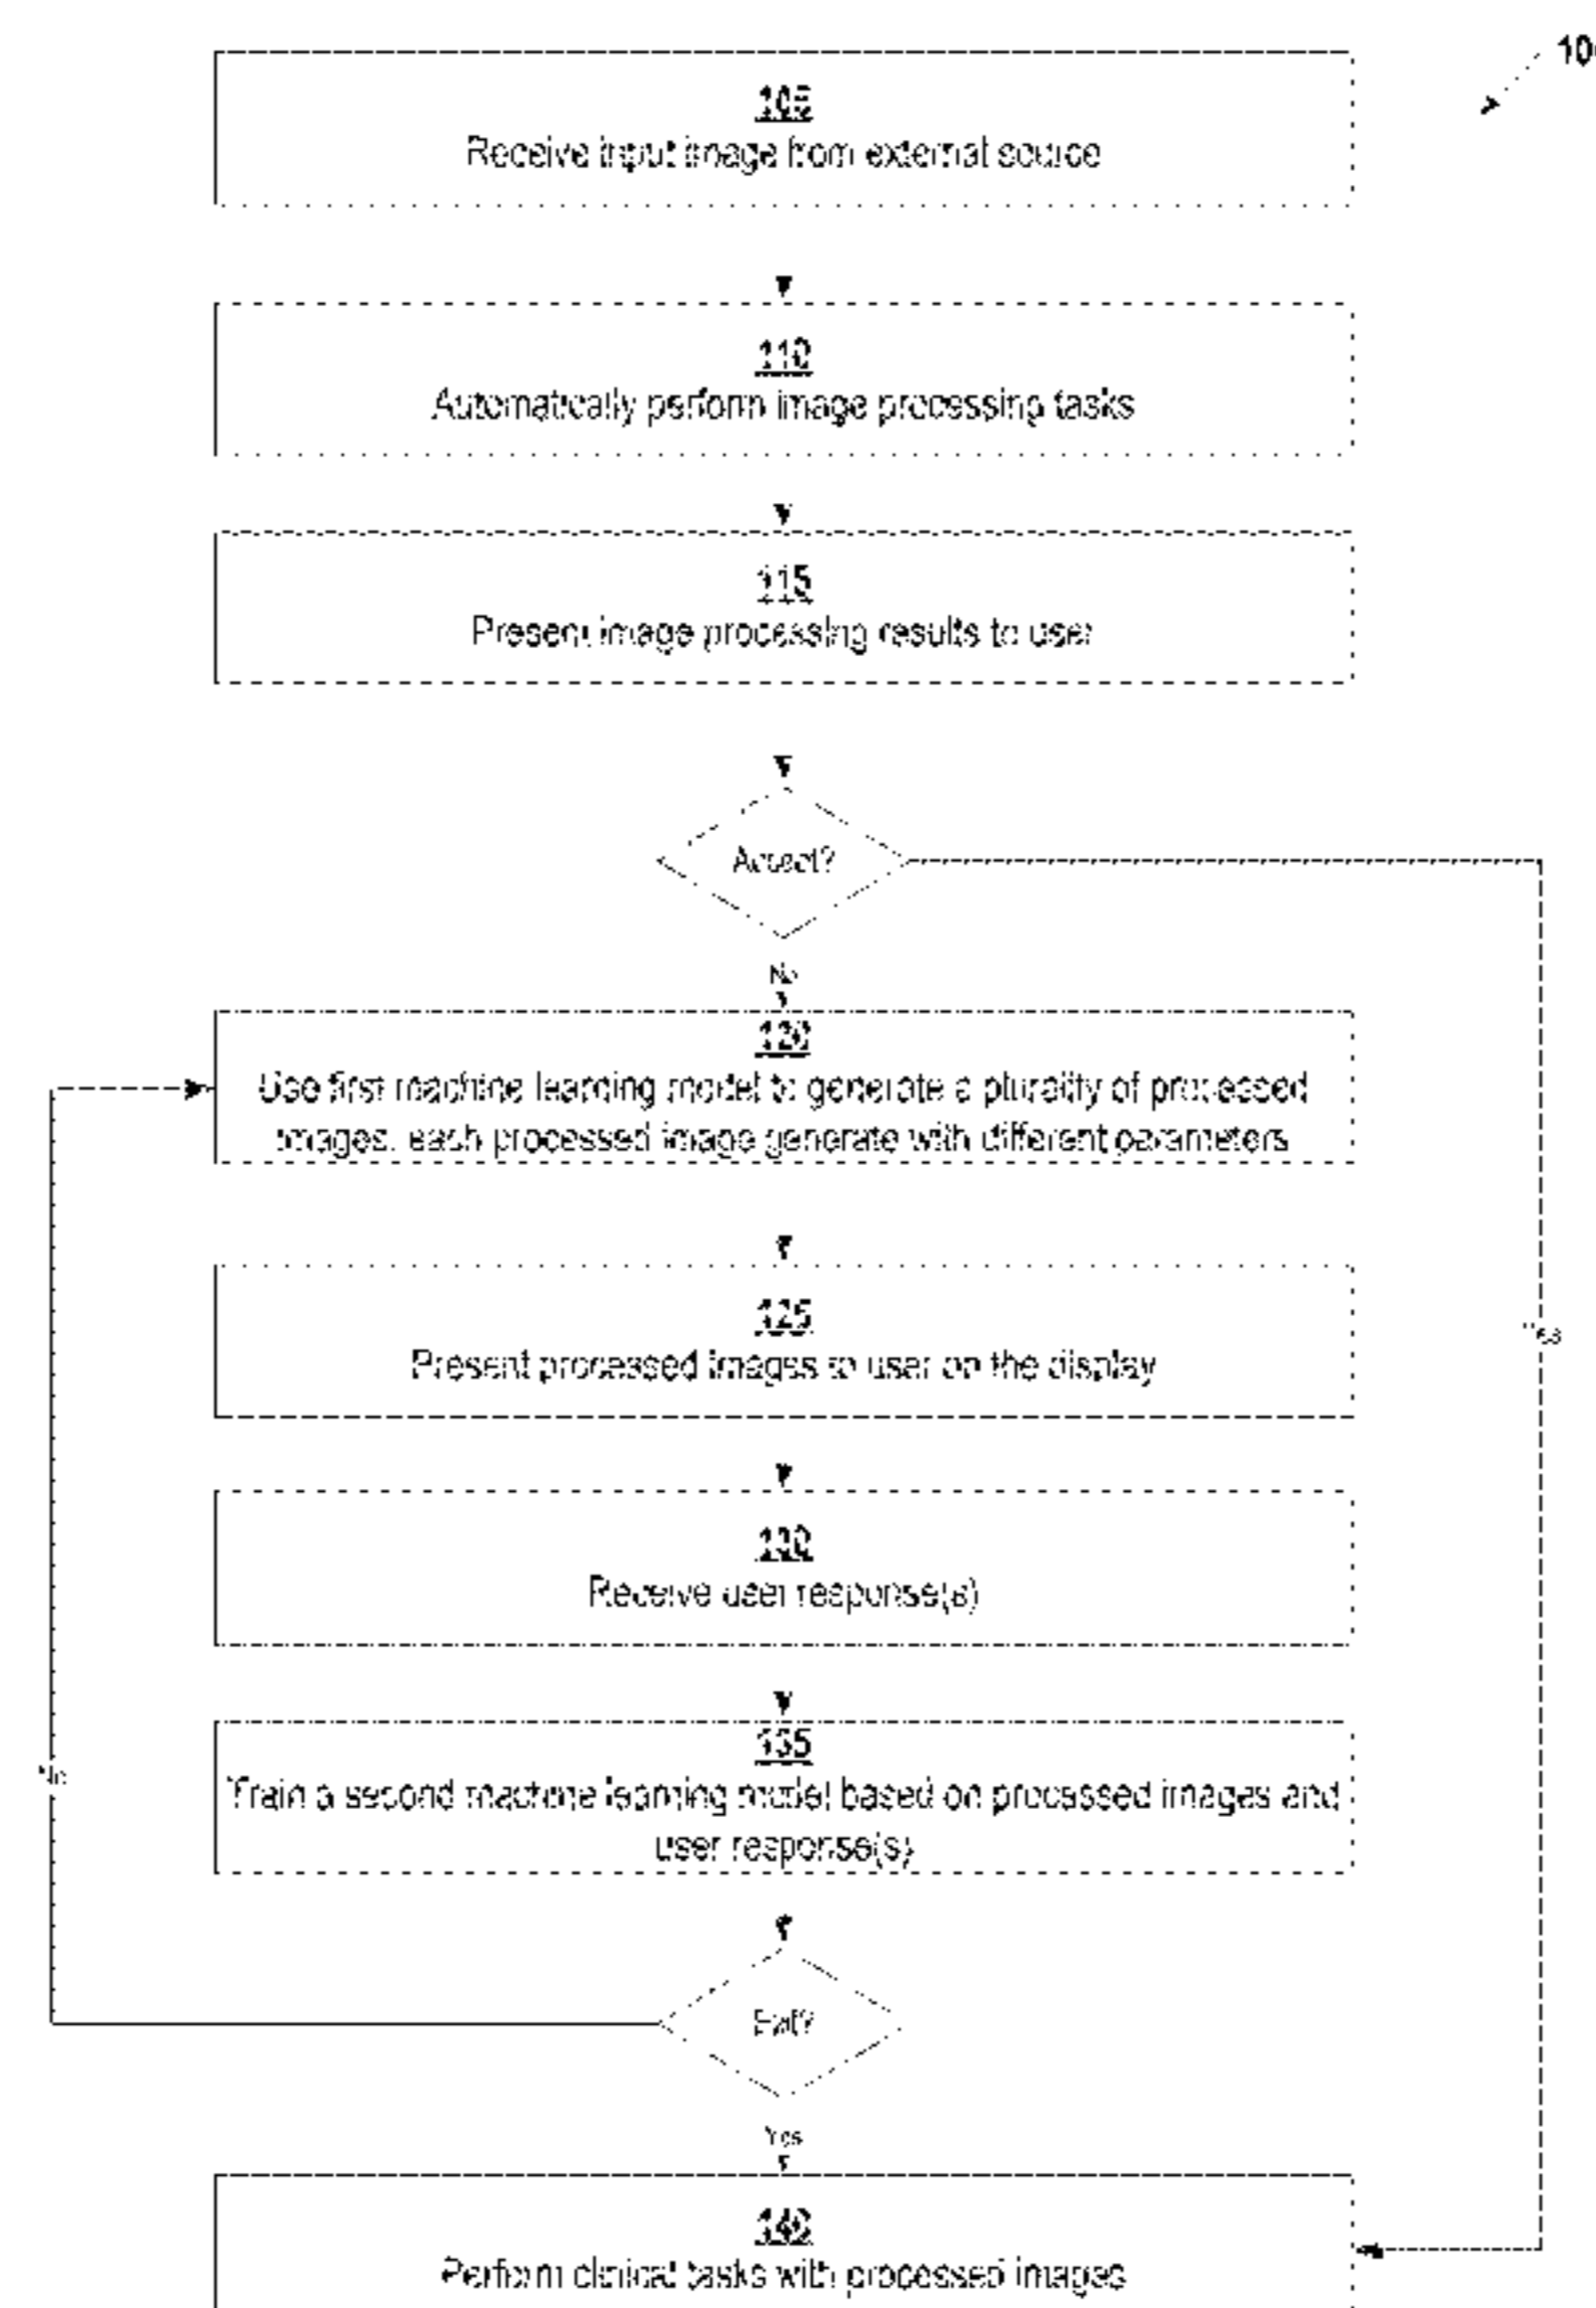 10
105
Receive input image from external source
110
Automatically perform image processing tasks
115
Present image processing results to user
Accept?
No
120
Use first machine learning model to generate a plurality of processed
images, each processed image generate with different parameters
125
Present processed images to user on the display
Yes
130
Receive user response(s)
135
No
Train a second machine learning model based on processed images and
user response(s)
Exit?
Yes
140
Perform clinical tasks with processed images